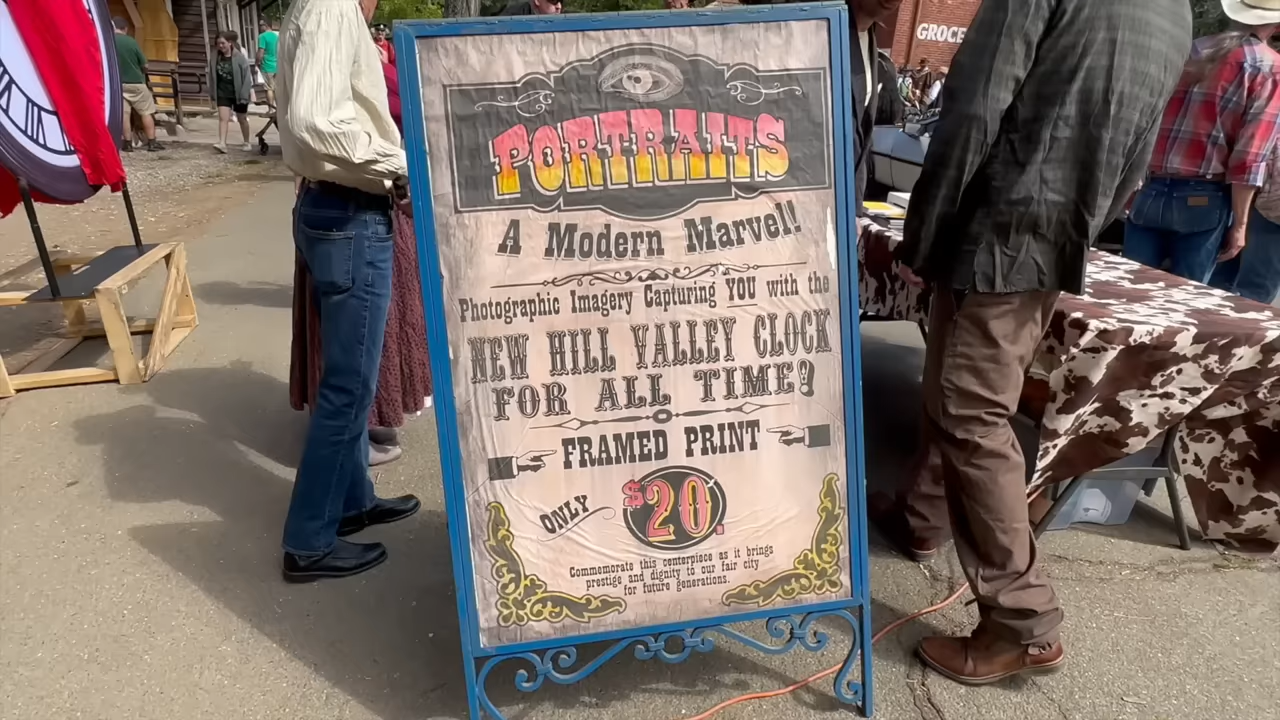 GROCE
PORTRAITS
A Modern Marvel!
Photographic Imagery Capturing YOU with the
NEW HILL VALLEY CLOCK
FOR ALL TIME!
FRAMED PRINT
ONLY $20.
Commemorate this centerpiece as it brings
prestige and dignity to our fair city
for future generations.